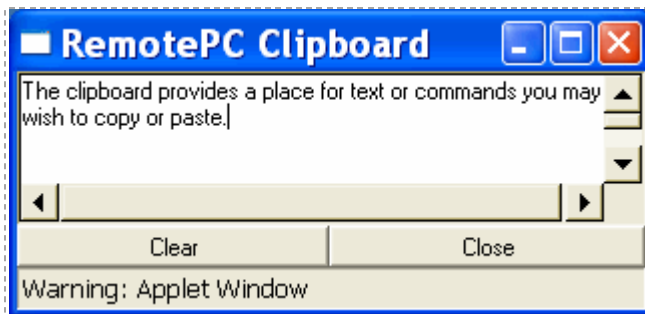 RemotePC Clipboard
The clipboard provides a place for text or commands you may
wish to copy or paste.
Clear Close
Warning: Applet Window